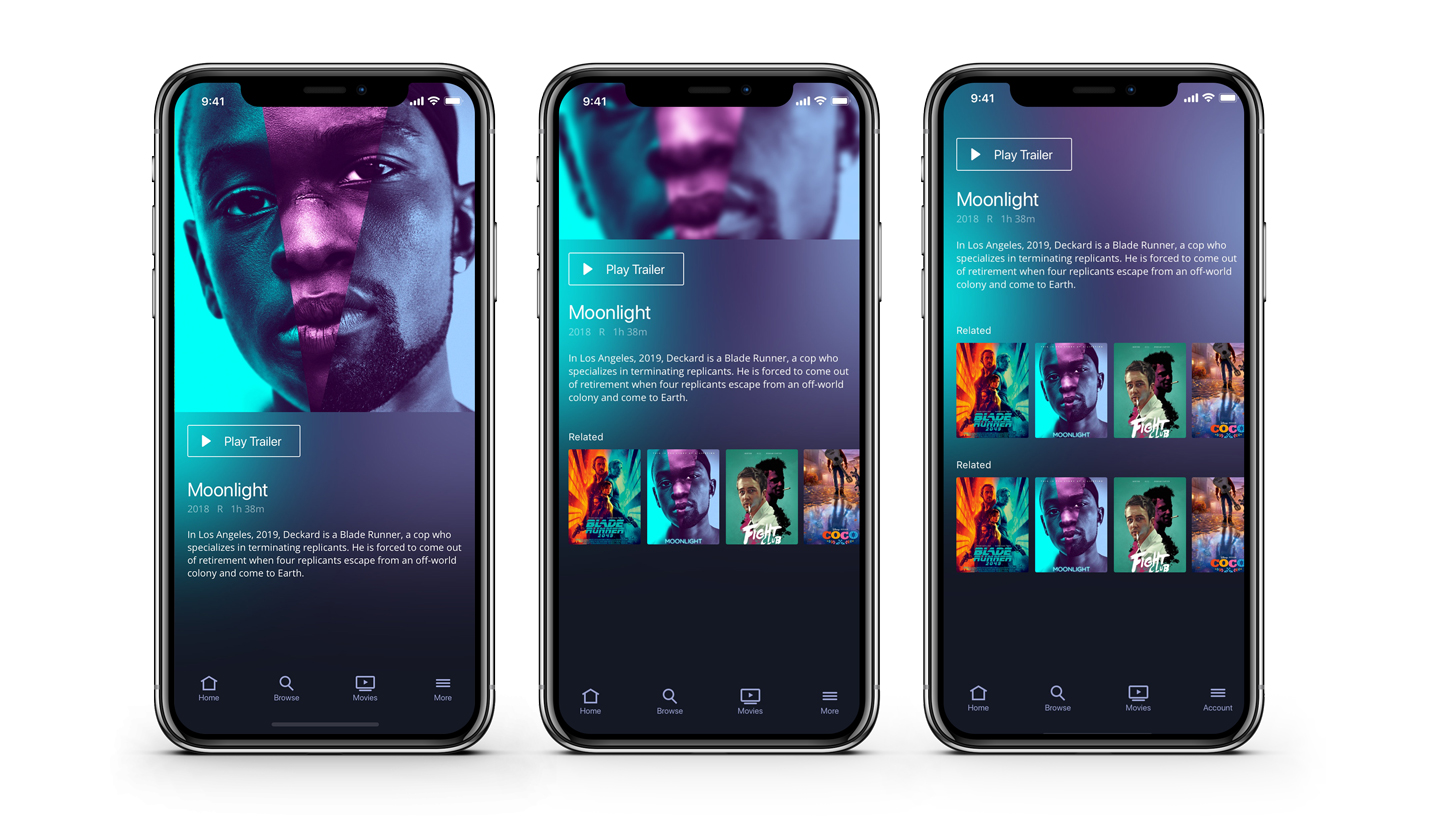 9:41
Play Trailer
Moonlight
2018 R 1h 38m
In Los Angeles, 2019, Deckard is a Blade Runner, a cop who
specializes in terminating replicants. He is forced to come out
of retirement when four replicants escape from an off-world
colony and come to Earth.
Home
Browse
Movies
More
9:41
Play Trailer
Moonlight
2018 R 1h 38m
In Los Angeles, 2019, Deckard is a Blade Runner, a cop who
specializes in terminating replicants. He is forced to come out
of retirement when four replicants escape from an off-world
colony and come to Earth.
Related
BLADE
RUNNER
2049
MOONLIGHT
FIGHT
CLUB
COCO
Home
Browse
Movies
More
9:41
Play Trailer
Moonlight
2018 R 1h 38m
In Los Angeles, 2019, Deckard is a Blade Runner, a cop who
specializes in terminating replicants. He is forced to come out
of retirement when four replicants escape from an off-world
colony and come to Earth.
Related
BLADE
RUNNER
2049
MOONLIGHT
FIGHT
CLUB
COCO
Related
BLADE
RUNNER
2049
MOONLIGHT
FIGHT
CLUB
COCO
Home
Browse
Movies
Account